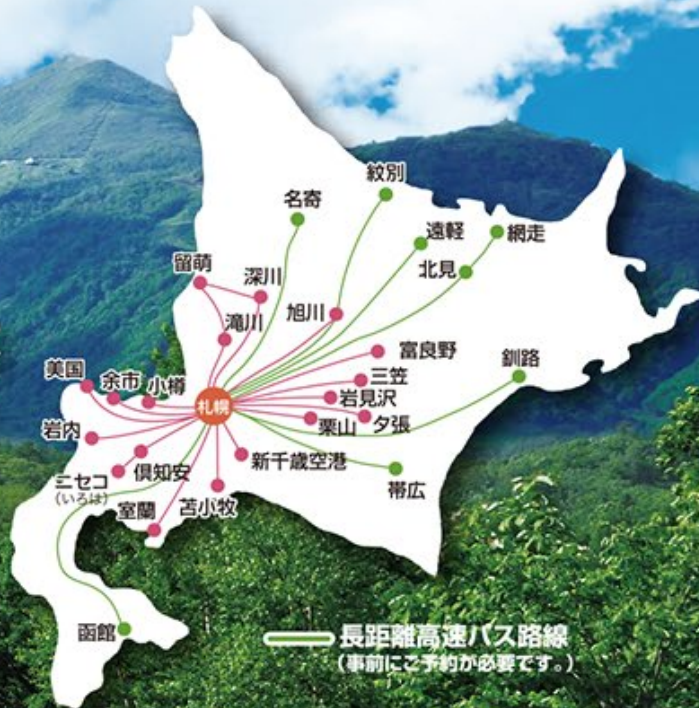 紋別
名寄
遠軽
網走
北見
留萌
深川
旭川
滝川
富良野
釧路
美国
余市
小樽
三笠
札幌
岩見沢
夕張
栗山
岩内
倶知安
新千歳空港
ニセコ
(いろは)
帯広
室蘭
苫小牧
函館
長距離高速バス路線
(事前にご予約が必要です。)